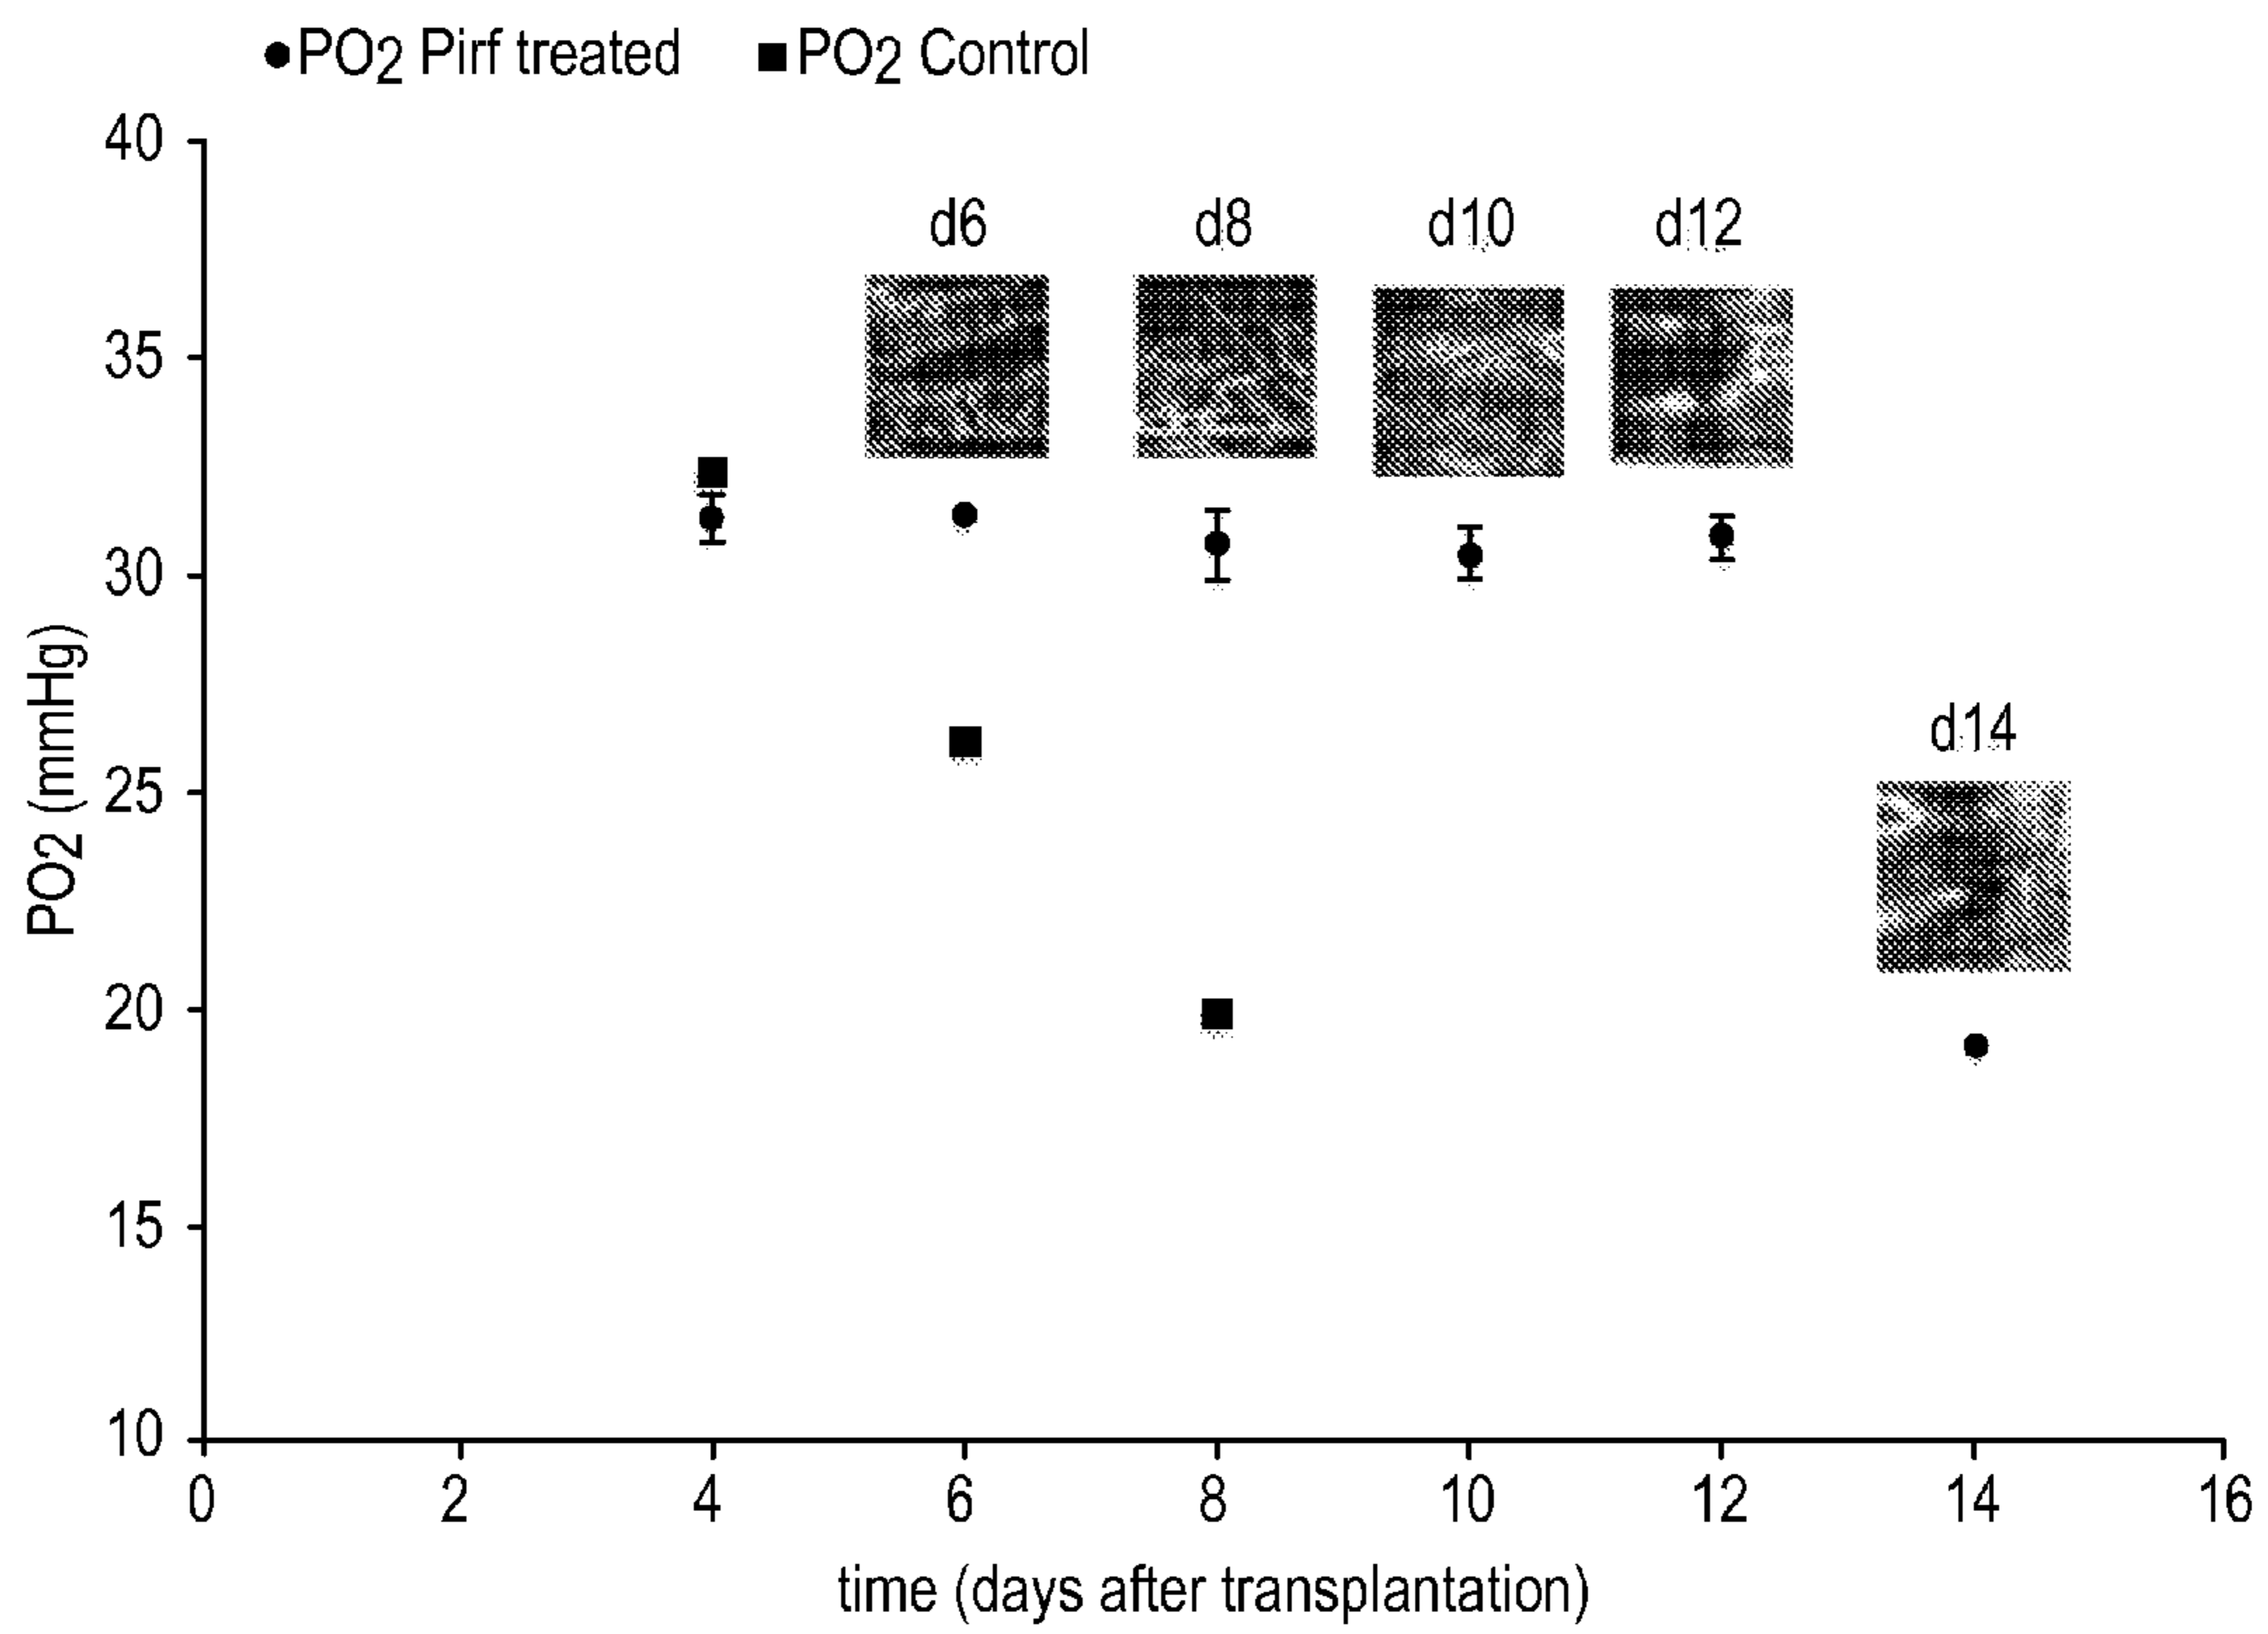 PO2 Pirf treated PO2 Control
40
d6 d8 d10 d12
35
30
d14
25
20
15
10
PO2 (mmHg)
0 2 4 6 8 10 12 14 16
time (days after transplantation)